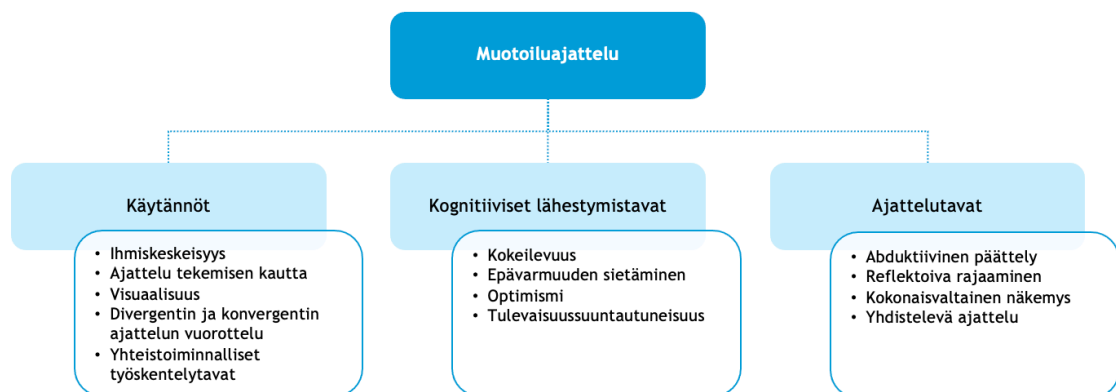 Muotoiluajattelu
Käytännöt
• Ihmiskeskeisyys
• Ajattelu tekemisen kautta
• Visuaalisuus
• Divergentin ja konvergentin
ajattelun vuorottelu
• Yhteistoiminnalliset
työskentelytavat
Kognitiiviset lähestymistavat
• Kokeilevuus
• Epävarmuuden sietäminen
• Optimismi
• Tulevaisuussuntautuneisuus
Ajattelutavat
• Abduktiivinen päättely
• Reflektoiva rajaaminen
• Kokonaisvaltainen näkemys
• Yhdistelevä ajattelu